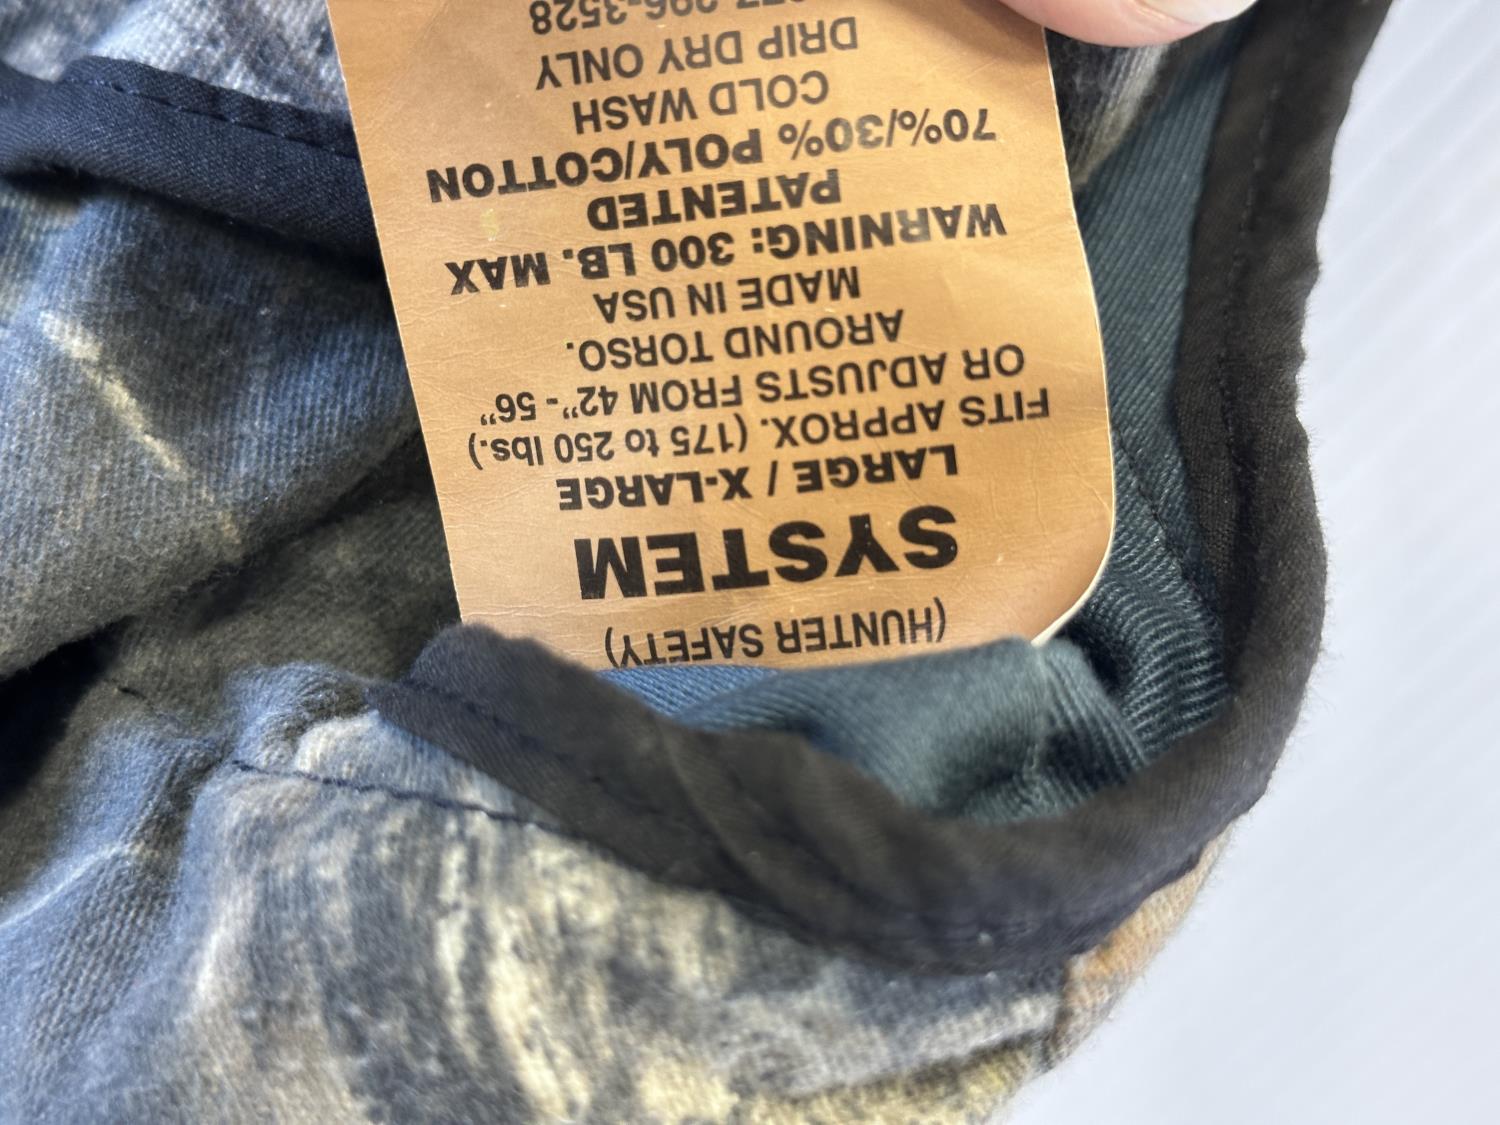 (HUNTER SAFETY)
SYSTEM
LARGE / X-LARGE
FITS APPROX. (175 to 250 lbs.)
OR ADJUSTS FROM 42” - 56”
AROUND TORSO.
MADE IN USA
WARNING: 300 LB. MAX
PATENTED
70%/30% POLY/COTTON
COLD WASH
DRIP DRY ONLY